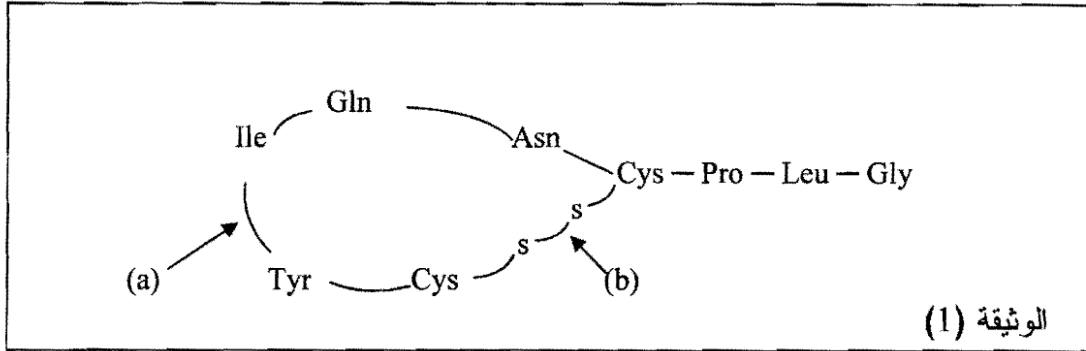 Gln
Ile Asn
Cys – Pro – Leu – Gly
s
s
(a) Tyr Cys (b)
الوثيقة (1)